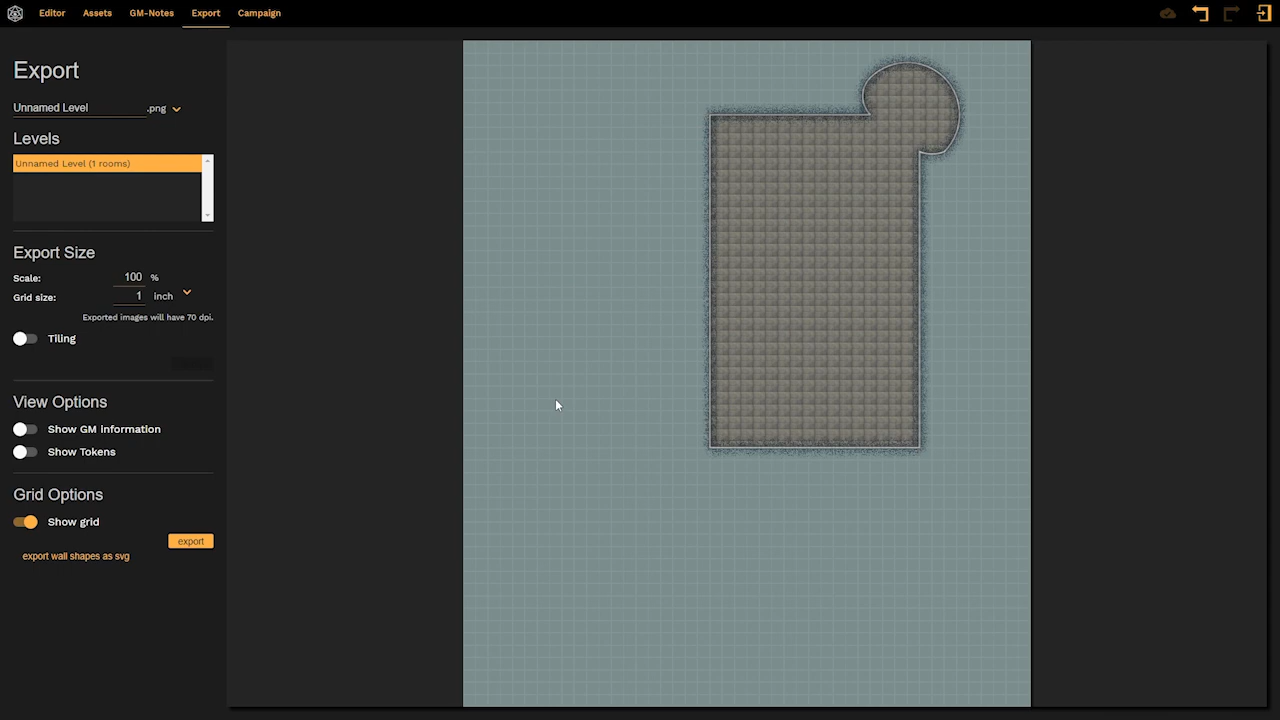 Editor Assets GM-Notes Export Campaign
Export
Unnamed Level .png
Levels
Unnamed Level (1 rooms)
Export Size
Scale: 100 %
Grid size: 1 inch
Exported images will have 70 dpi.
Tiling
View Options
Show GM information
Show Tokens
Grid Options
Show grid
export
export wall shapes as svg